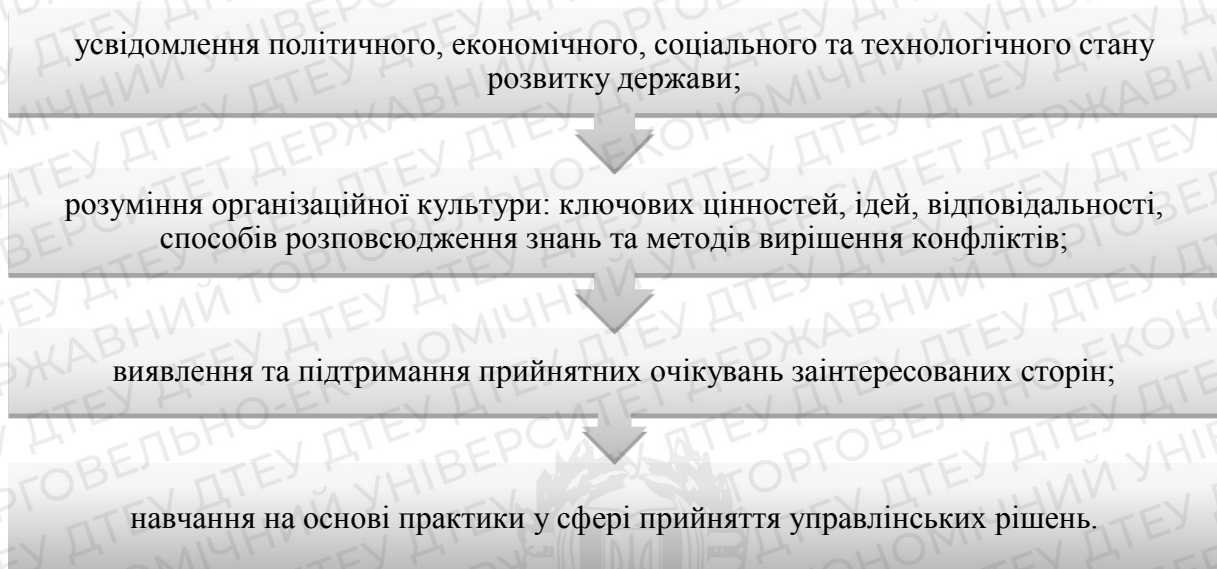 усвідомлення політичного, економічного, соціального та технологічного стану
розвитку держави;
розуміння організаційної культури: ключових цінностей, ідей, відповідальності,
способів розповсюдження знань та методів вирішення конфліктів;
виявлення та підтримання прийнятних очікувань заінтересованих сторін;
навчання на основі практики у сфері прийняття управлінських рішень.